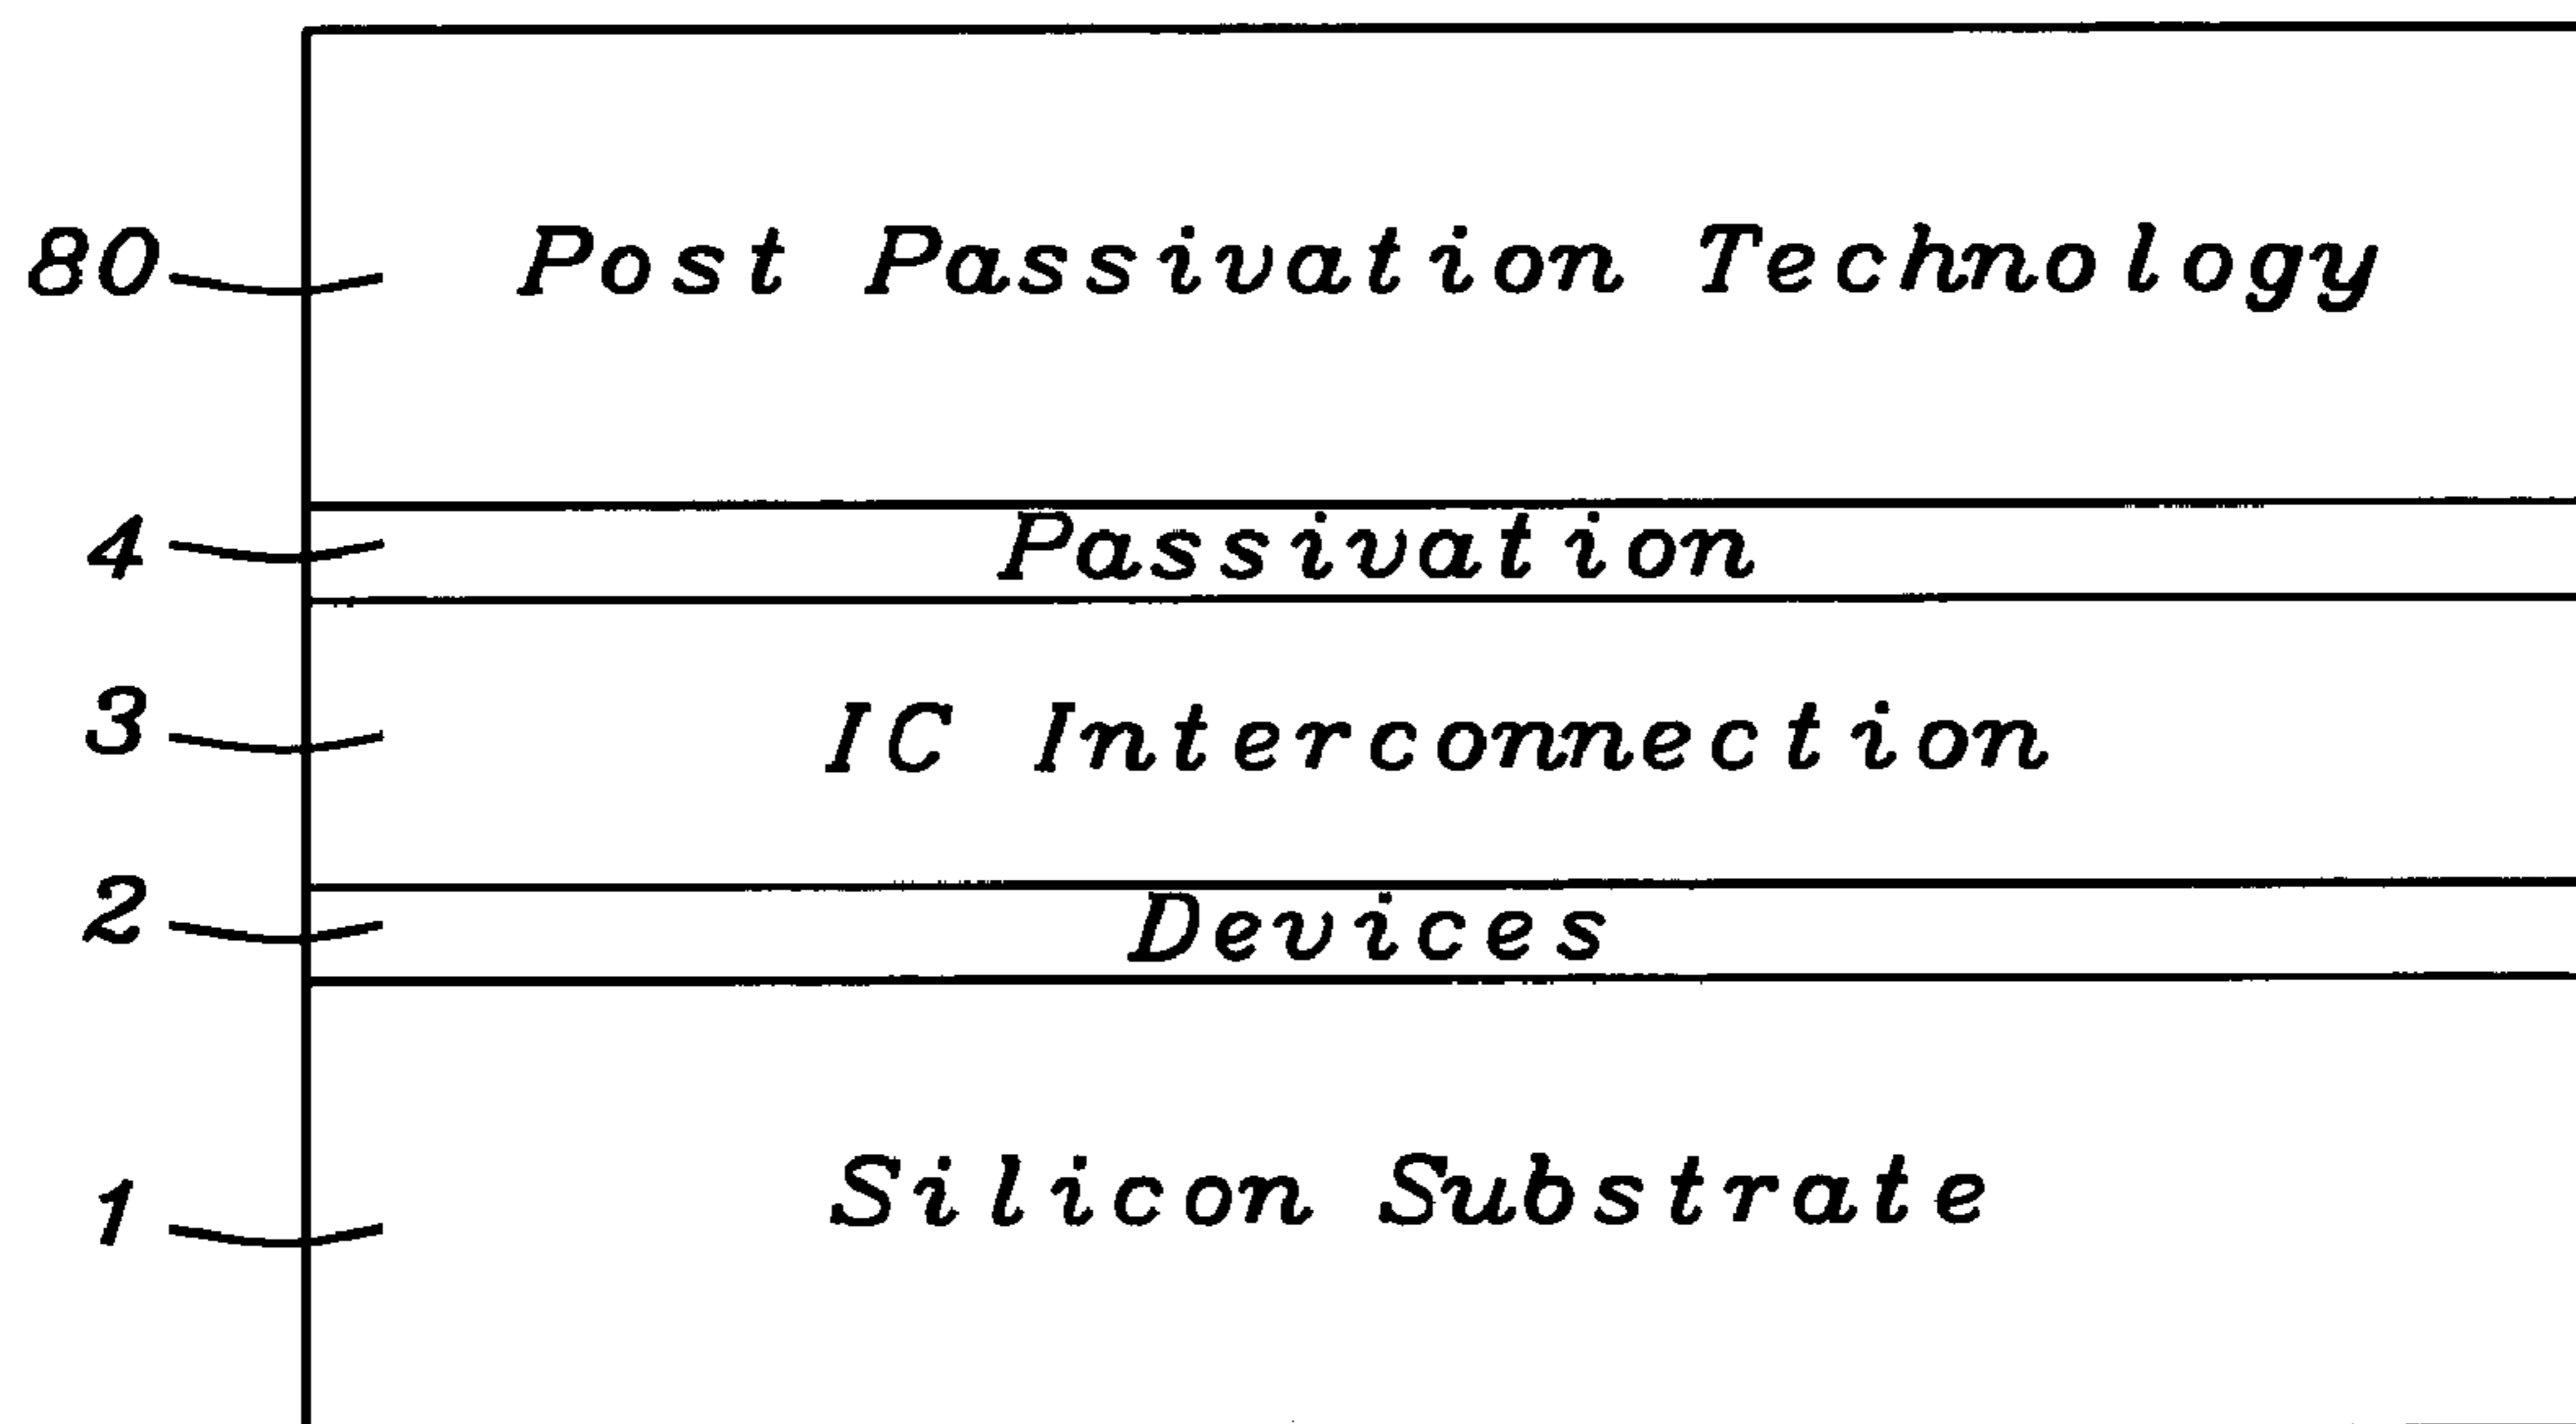 80 Post Passivation Technology
4 Passivation
3 IC Interconnection
2 Devices
1 Silicon Substrate